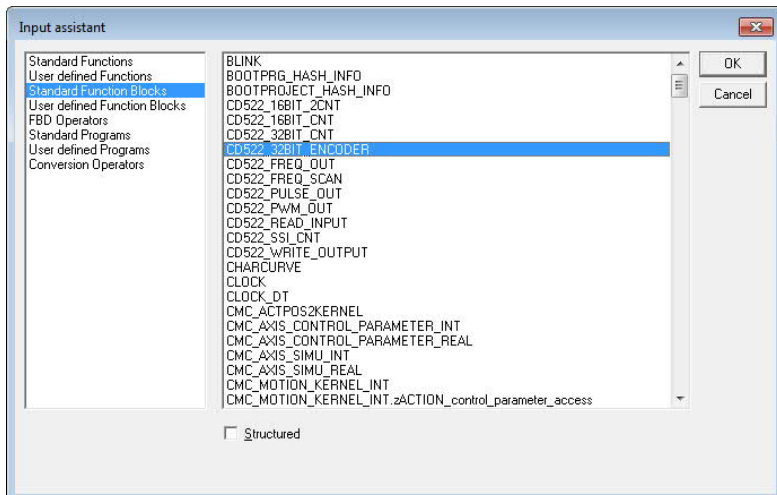 Input assistant
Standard Functions
User defined Functions
Standard Function Blocks
User defined Function Blocks
FBD Operators
Standard Programs
User defined Programs
Conversion Operators
BLINK
BOOTPRG_HASH_INFO
BOOTPROJECT_HASH_INFO
CD522_16BIT_2CNT
CD522_16BIT_CNT
CD522_32BIT_CNT
CD522_32BIT_ENCODER
CD522_FREQ_OUT
CD522_FREQ_SCAN
CD522_PULSE_OUT
CD522_PWM_OUT
CD522_READ_INPUT
CD522_SSI_CNT
CD522_WRITE_OUTPUT
CHARCURVE
CLOCK
CLOCK_DT
CMC_ACTPOS2KERNEL
CMC_AXIS_CONTROL_PARAMETER_INT
CMC_AXIS_CONTROL_PARAMETER_REAL
CMC_AXIS_SIMU_INT
CMC_AXIS_SIMU_REAL
CMC_MOTION_KERNEL_INT
CMC_MOTION_KERNEL_INT.zACTION_control_parameter_access
OK
Cancel
Structured